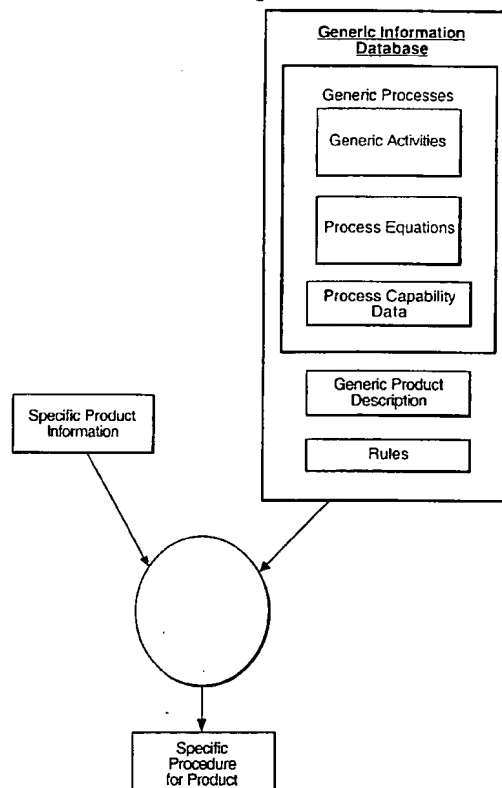 Generic Information
Database
Generic Processes
Generic Activities
Process Equations
Process Capability
Data
Generic Product
Description
Rules
Specific Product
Information
Specific
Procedure
for Product